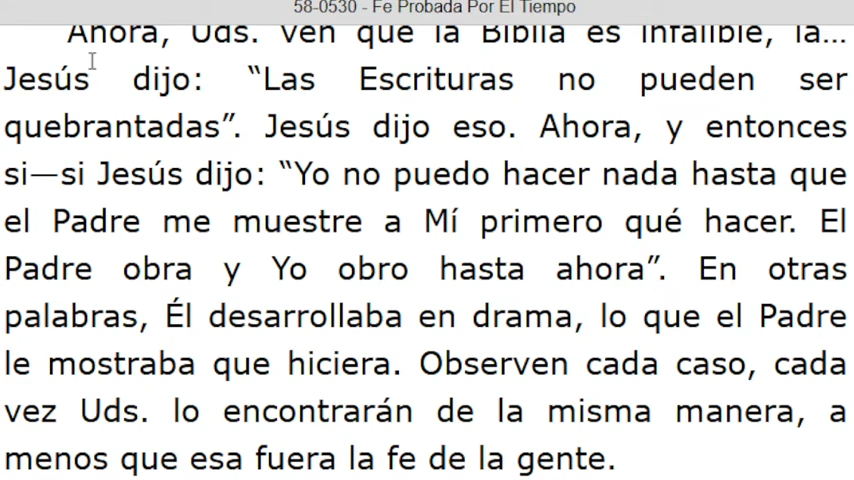 58-0530 - Fe Probada Por El Tiempo
Ahora, Uds. ven que la Biblia es infalible, la...
Jesús dijo: “Las Escrituras no pueden ser
quebrantadas”. Jesús dijo eso. Ahora, y entonces
si—si Jesús dijo: “Yo no puedo hacer nada hasta que
el Padre me muestre a Mí primero qué hacer. El
Padre obra y Yo obro hasta ahora”. En otras
palabras, Él desarrollaba en drama, lo que el Padre
le mostraba que hiciera. Observen cada caso, cada
vez Uds. lo encontrarán de la misma manera, a
menos que esa fuera la fe de la gente.